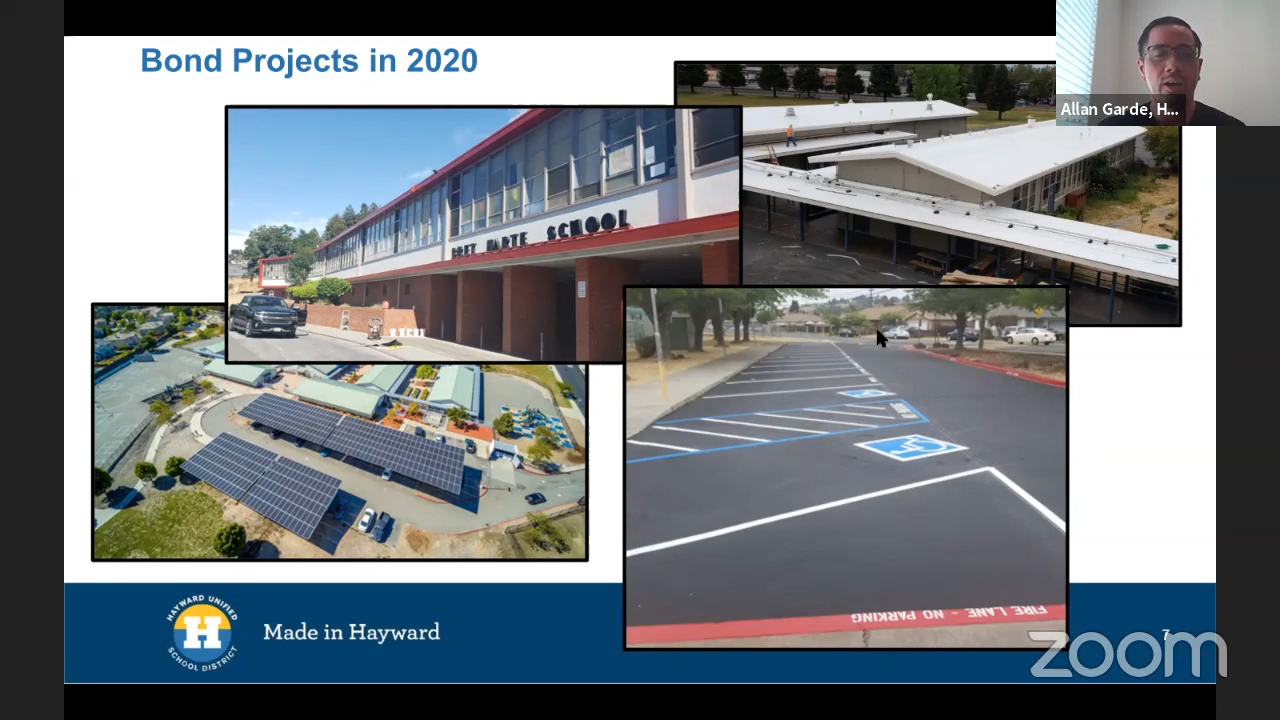 Bond Projects in 2020
Allan Garde, H...
BRET HARTE SCHOOL
FIRE LANE - NO PARKING
HAYWARD UNIFIED
H
SCHOOL DISTRICT
Made in Hayward
7
zoom